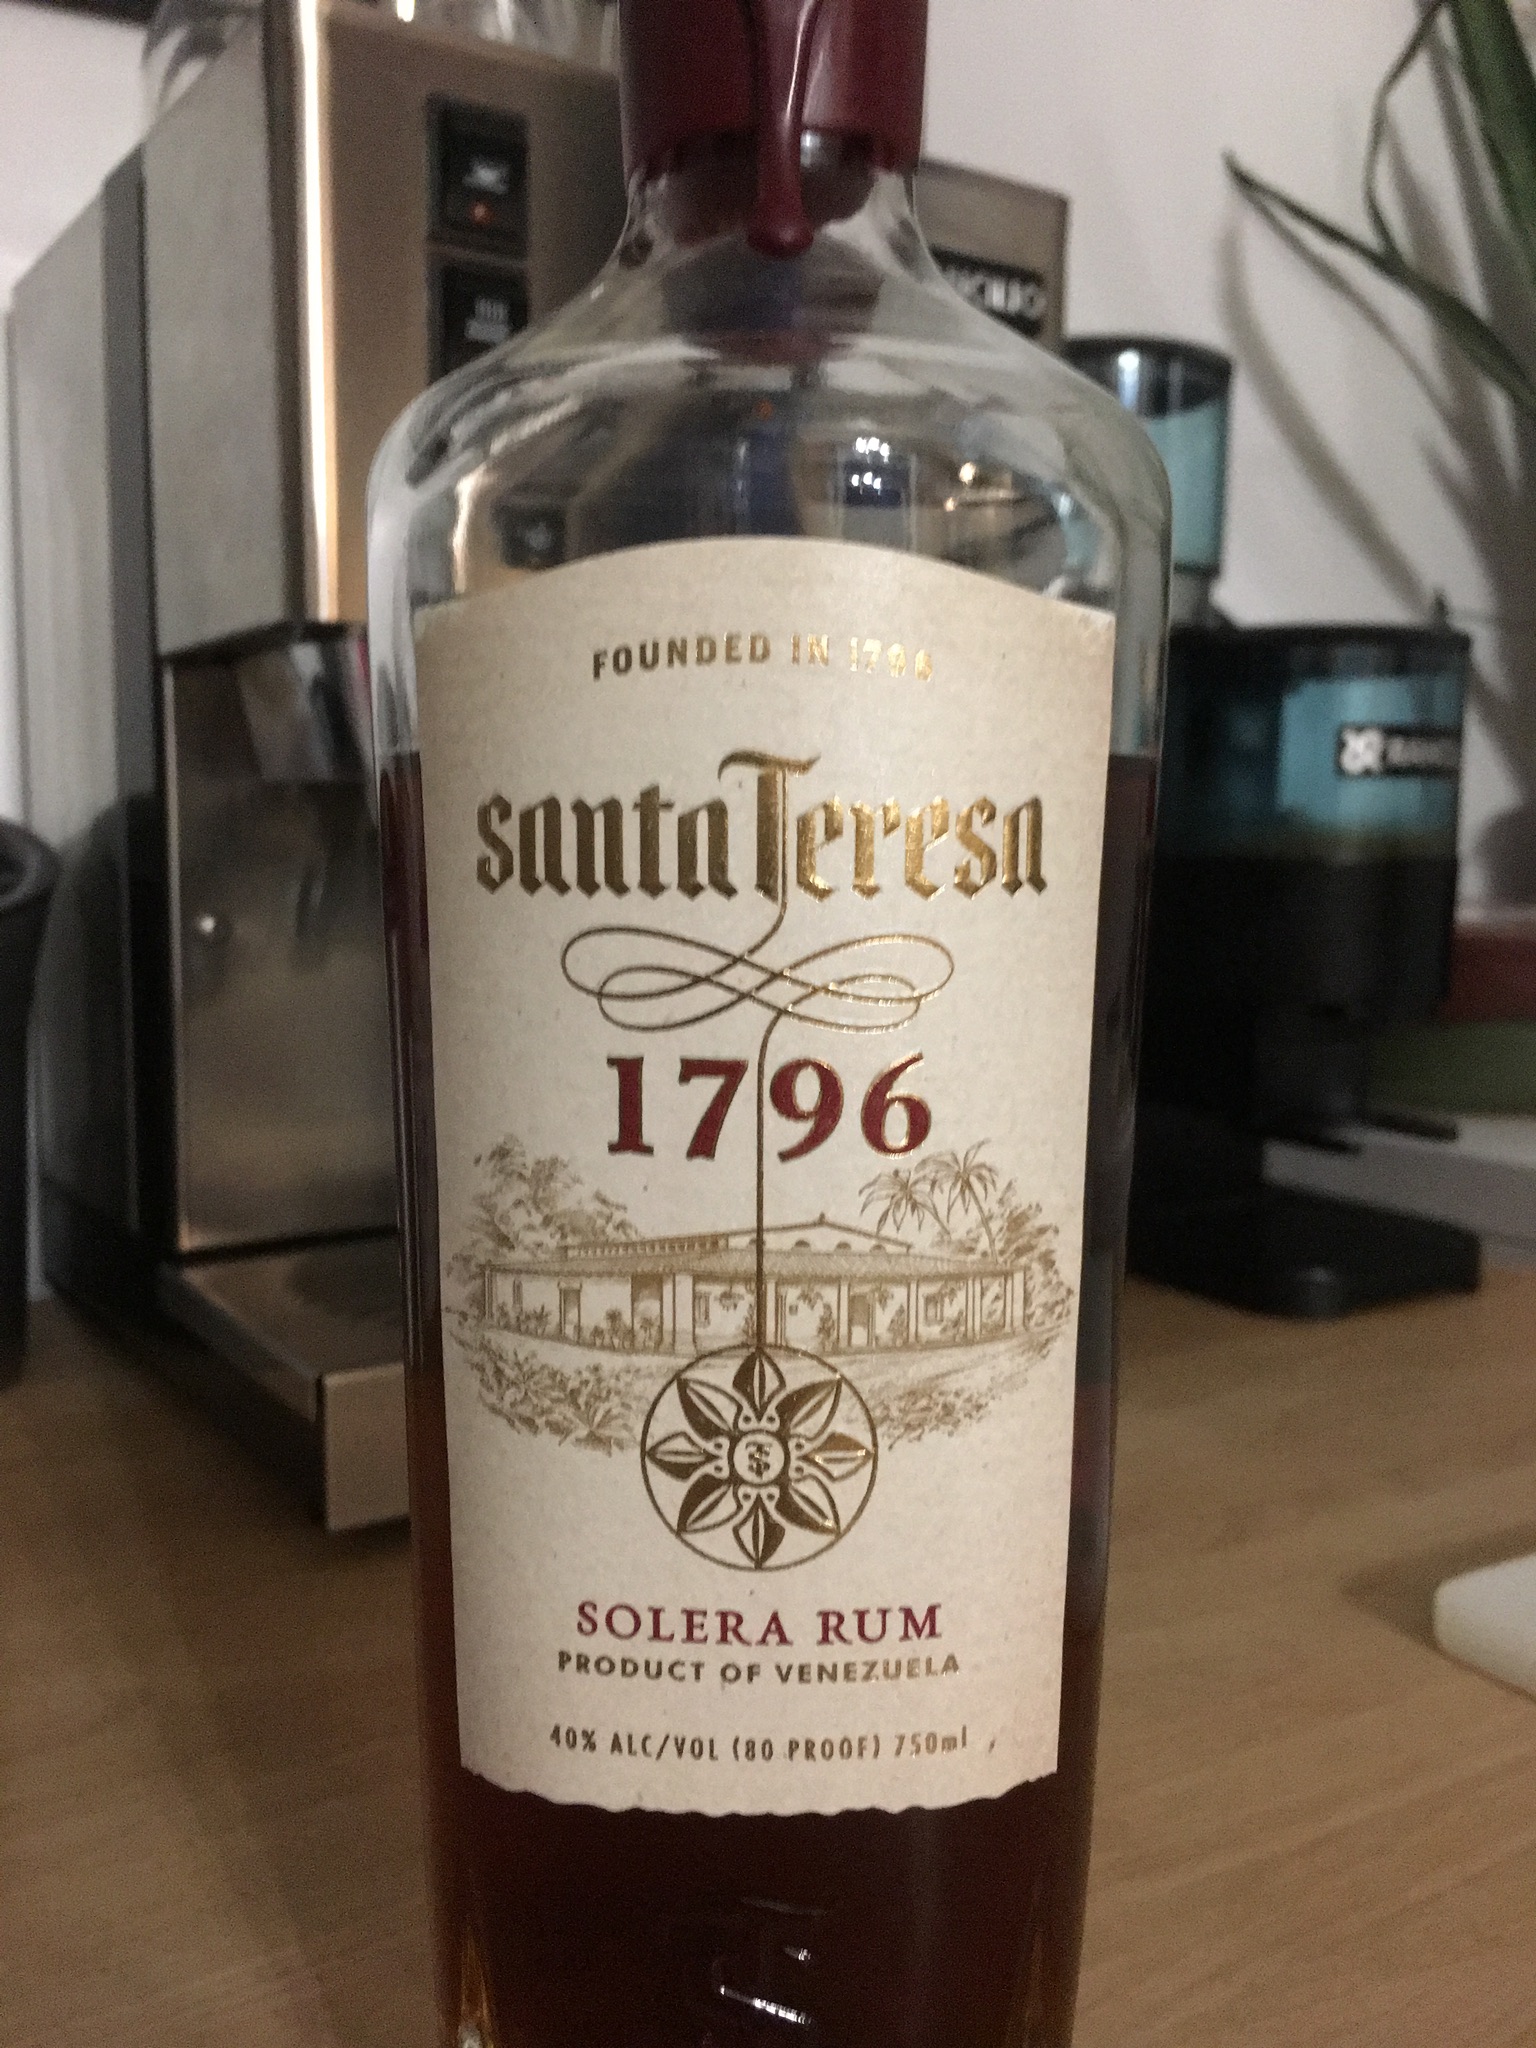 FOUNDED IN 1796
santa Teresa
1796
SOLERA RUM
PRODUCT OF VENEZUELA
40% ALC/VOL (80 PROOF) 750ml